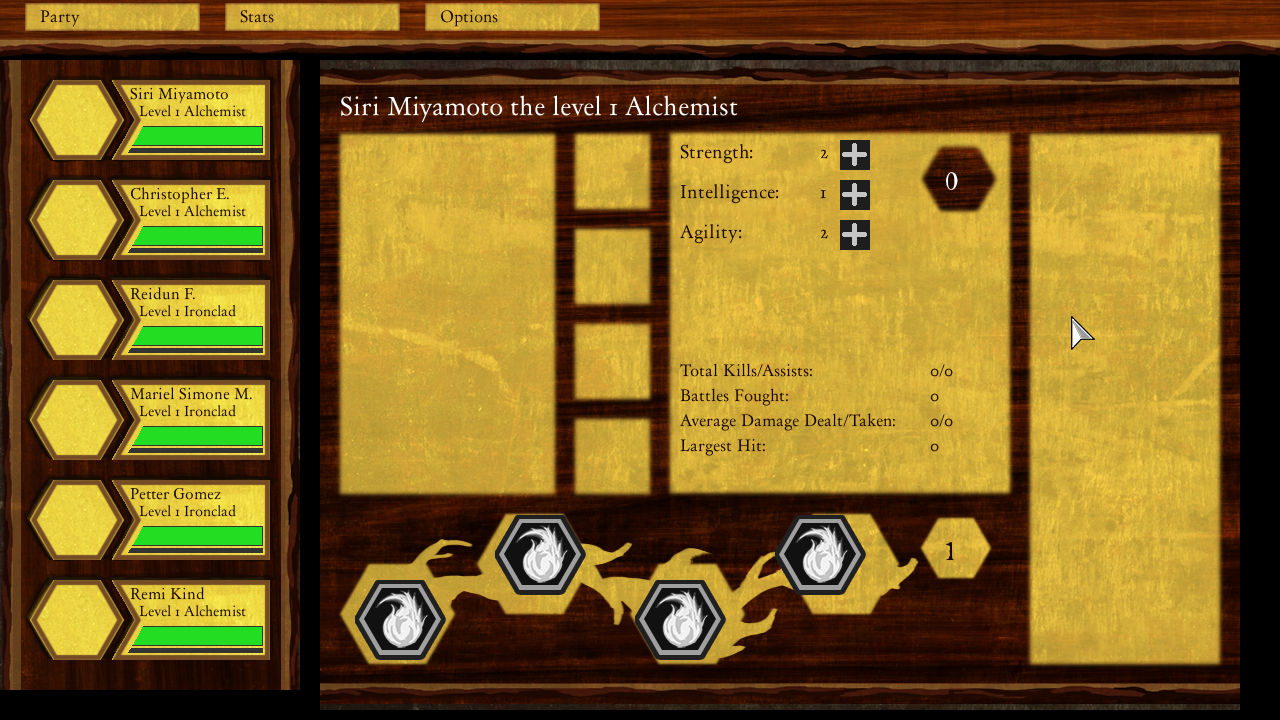 Party
Stats
Options
Siri Miyamoto
Level 1 Alchemist
Christopher E.
Level 1 Alchemist
Reidun F.
Level 1 Ironclad
Mariel Simone M.
Level 1 Ironclad
Petter Gomez
Level 1 Ironclad
Remi Kind
Level 1 Alchemist
Siri Miyamoto the level 1 Alchemist
Strength: 2
Intelligence: 1
Agility: 2
0
Total Kills/Assists: 0/0
Battles Fought: 0
Average Damage Dealt/Taken: 0/0
Largest Hit: 0
1